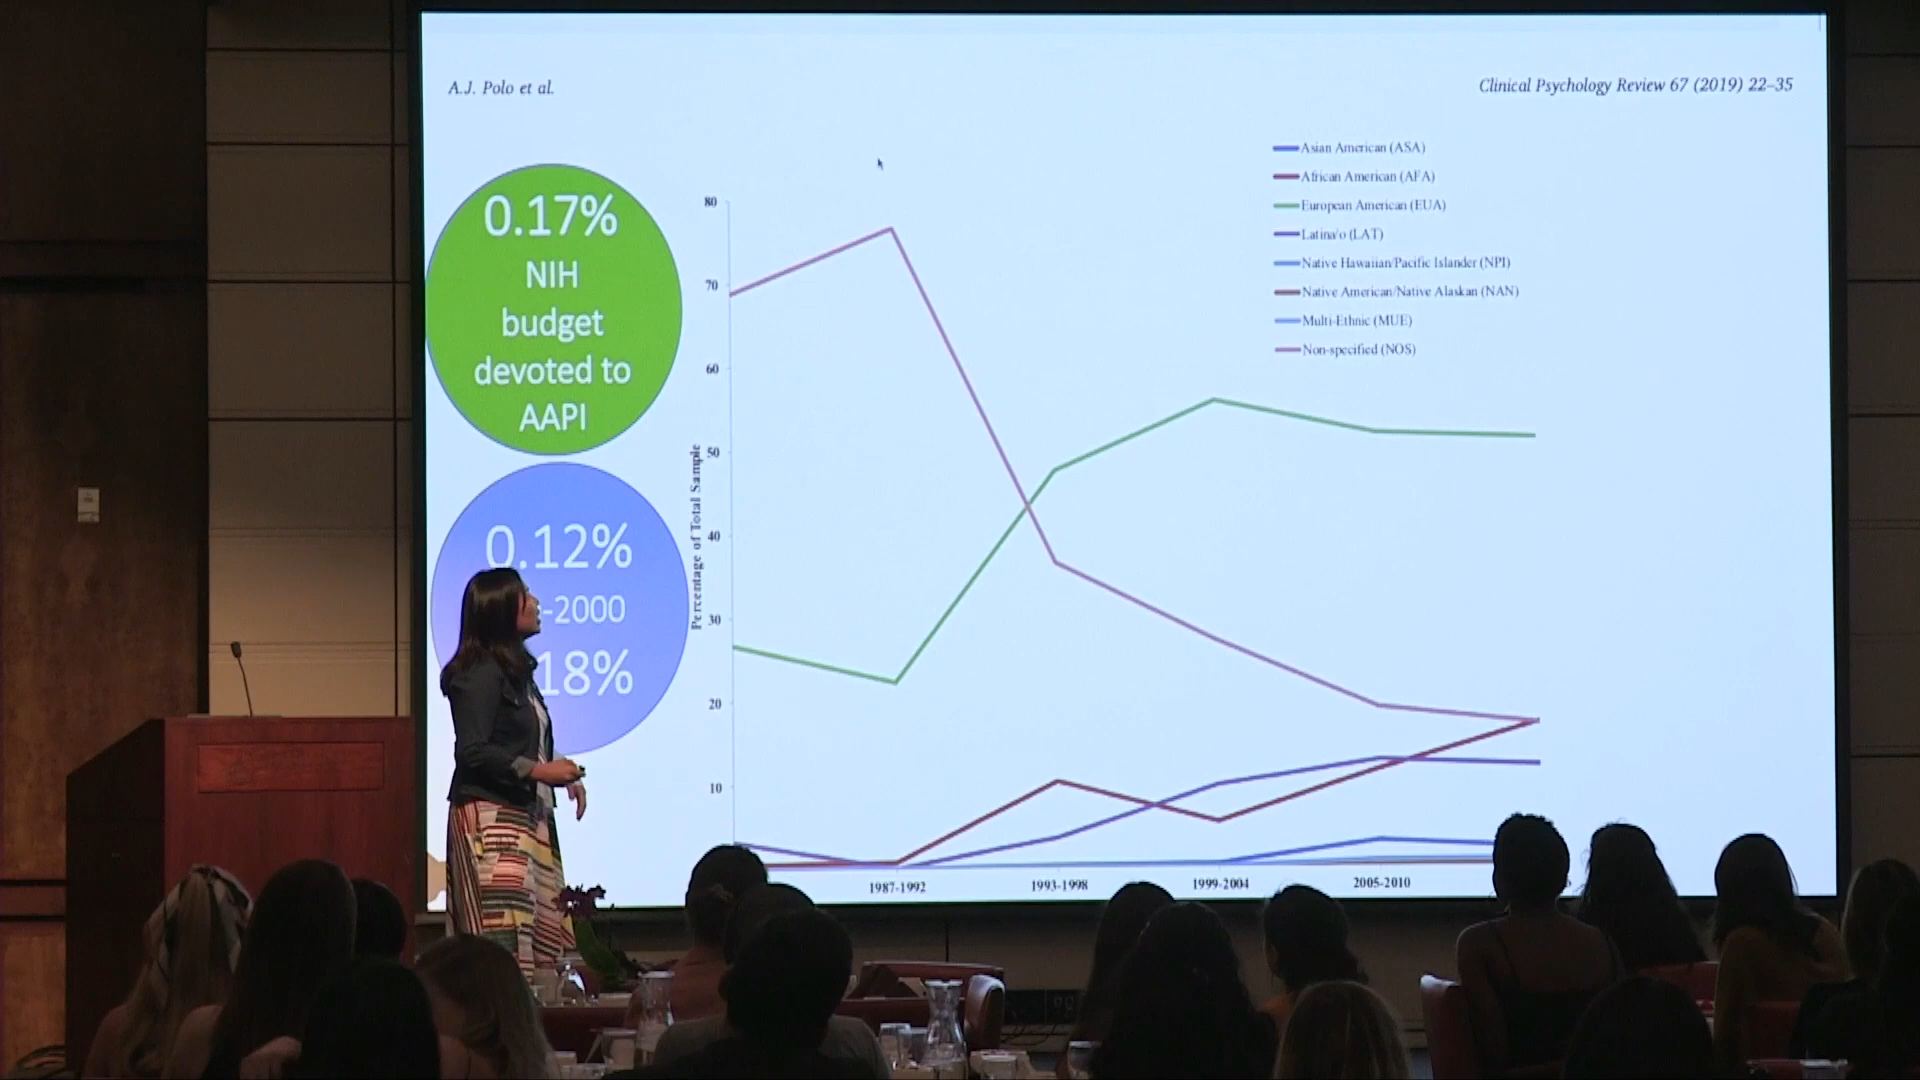 A.J. Polo et al.
Clinical Psychology Review 67 (2019) 22–35
0.17%
NIH
budget
devoted to
AAPI
0.12%
-2000
18%
Asian American (ASA)
African American (AFA)
European American (EUA)
Latina/o (LAT)
Native Hawaiian/Pacific Islander (NPI)
Native American/Native Alaskan (NAN)
Multi-Ethnic (MUE)
Non-specified (NOS)
Percentage of Total Sample
80
70
60
50
40
30
20
10
1987-1992
1993-1998
1999-2004
2005-2010